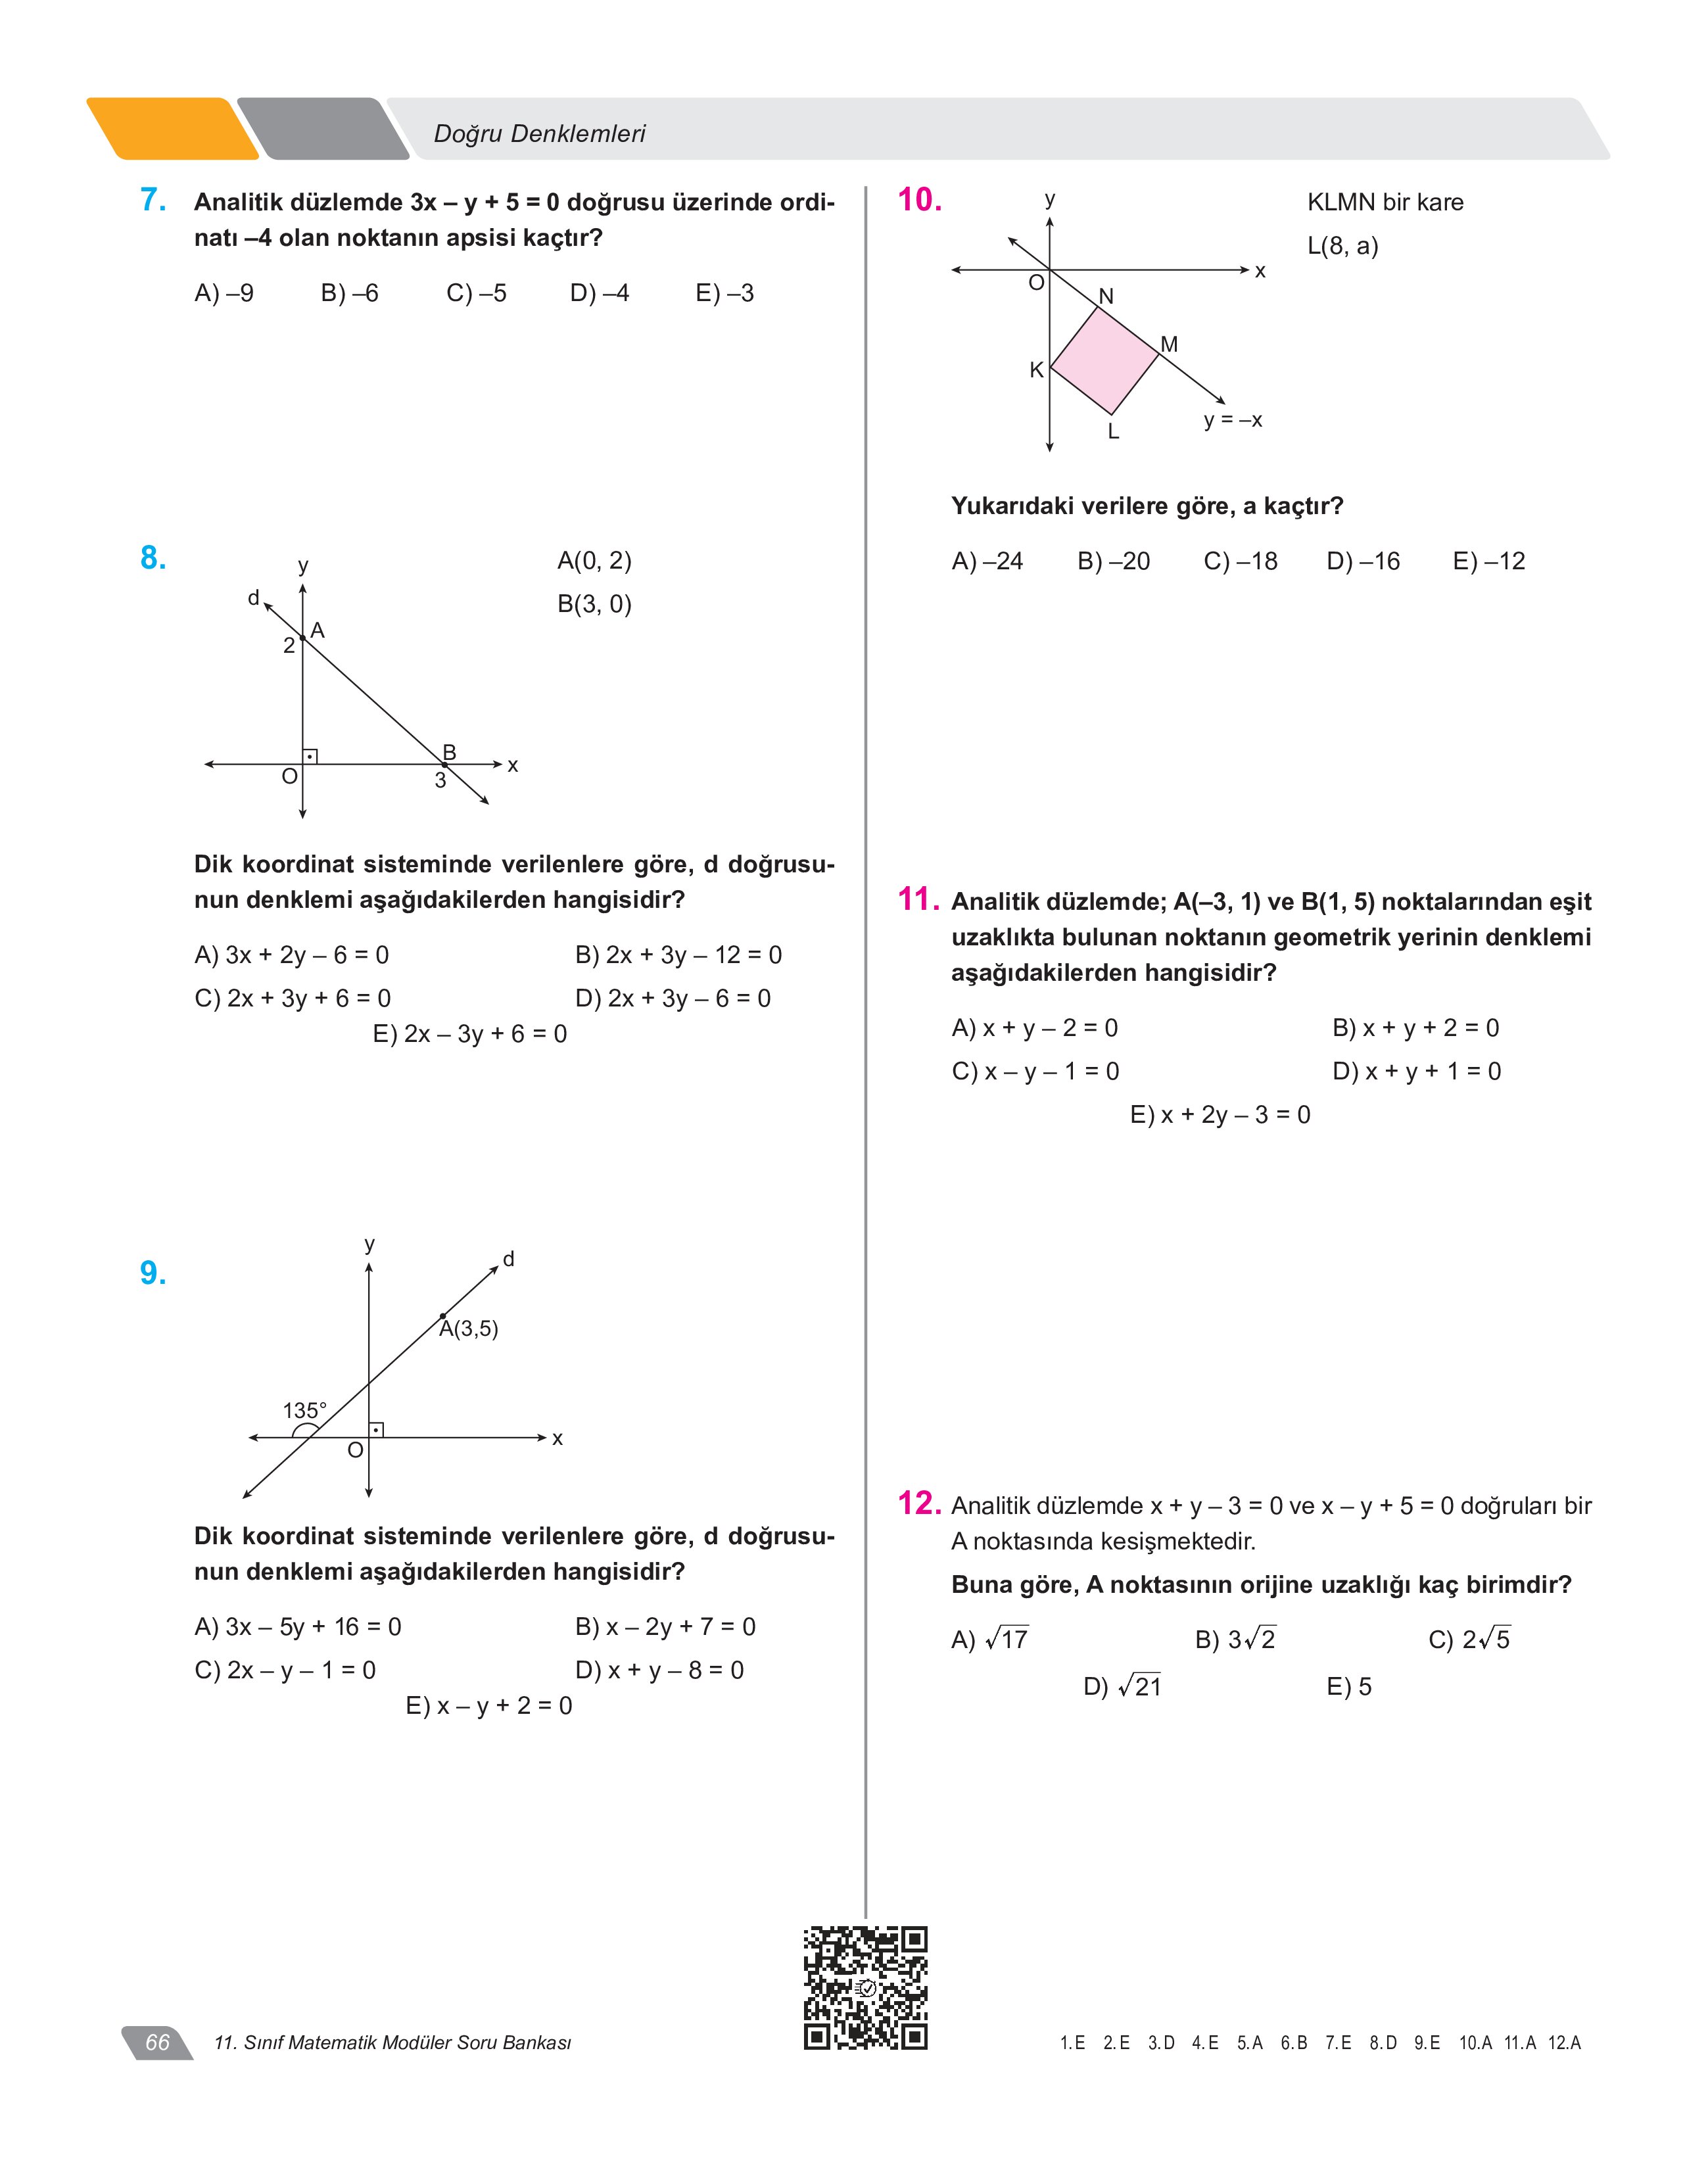 Doğru Denklemleri
7. Analitik düzlemde 3x – y + 5 = 0 doğrusu üzerinde ordi-
natı –4 olan noktanın apsisi kaçtır?
A) –9 B) –6 C) –5 D) –4 E) –3
8.
y
d
A
2
B
x
O
3
A(0, 2)
B(3, 0)
Dik koordinat sisteminde verilenlere göre, d doğrusu-
nun denklemi aşağıdakilerden hangisidir?
A) 3x + 2y – 6 = 0 B) 2x + 3y – 12 = 0
C) 2x + 3y + 6 = 0 D) 2x + 3y – 6 = 0
E) 2x – 3y + 6 = 0
9.
y
d
A(3,5)
135°
x
O
Dik koordinat sisteminde verilenlere göre, d doğrusu-
nun denklemi aşağıdakilerden hangisidir?
A) 3x – 5y + 16 = 0 B) x – 2y + 7 = 0
C) 2x – y – 1 = 0 D) x + y – 8 = 0
E) x – y + 2 = 0
10.
y
x
O
N
M
K
L
y = –x
KLMN bir kare
L(8, a)
Yukarıdaki verilere göre, a kaçtır?
A) –24 B) –20 C) –18 D) –16 E) –12
11. Analitik düzlemde; A(–3, 1) ve B(1, 5) noktalarından eşit
uzaklıkta bulunan noktanın geometrik yerinin denklemi
aşağıdakilerden hangisidir?
A) x + y – 2 = 0 B) x + y + 2 = 0
C) x – y – 1 = 0 D) x + y + 1 = 0
E) x + 2y – 3 = 0
12. Analitik düzlemde x + y – 3 = 0 ve x – y + 5 = 0 doğruları bir
A noktasında kesişmektedir.
Buna göre, A noktasının orijine uzaklığı kaç birimdir?
A) √17 B) 3√2 C) 2√5
D) √21 E) 5
66 11. Sınıf Matematik Modüler Soru Bankası
1.E 2.E 3.D 4.E 5.A 6.B 7.E 8.D 9.E 10.A 11.A 12.A